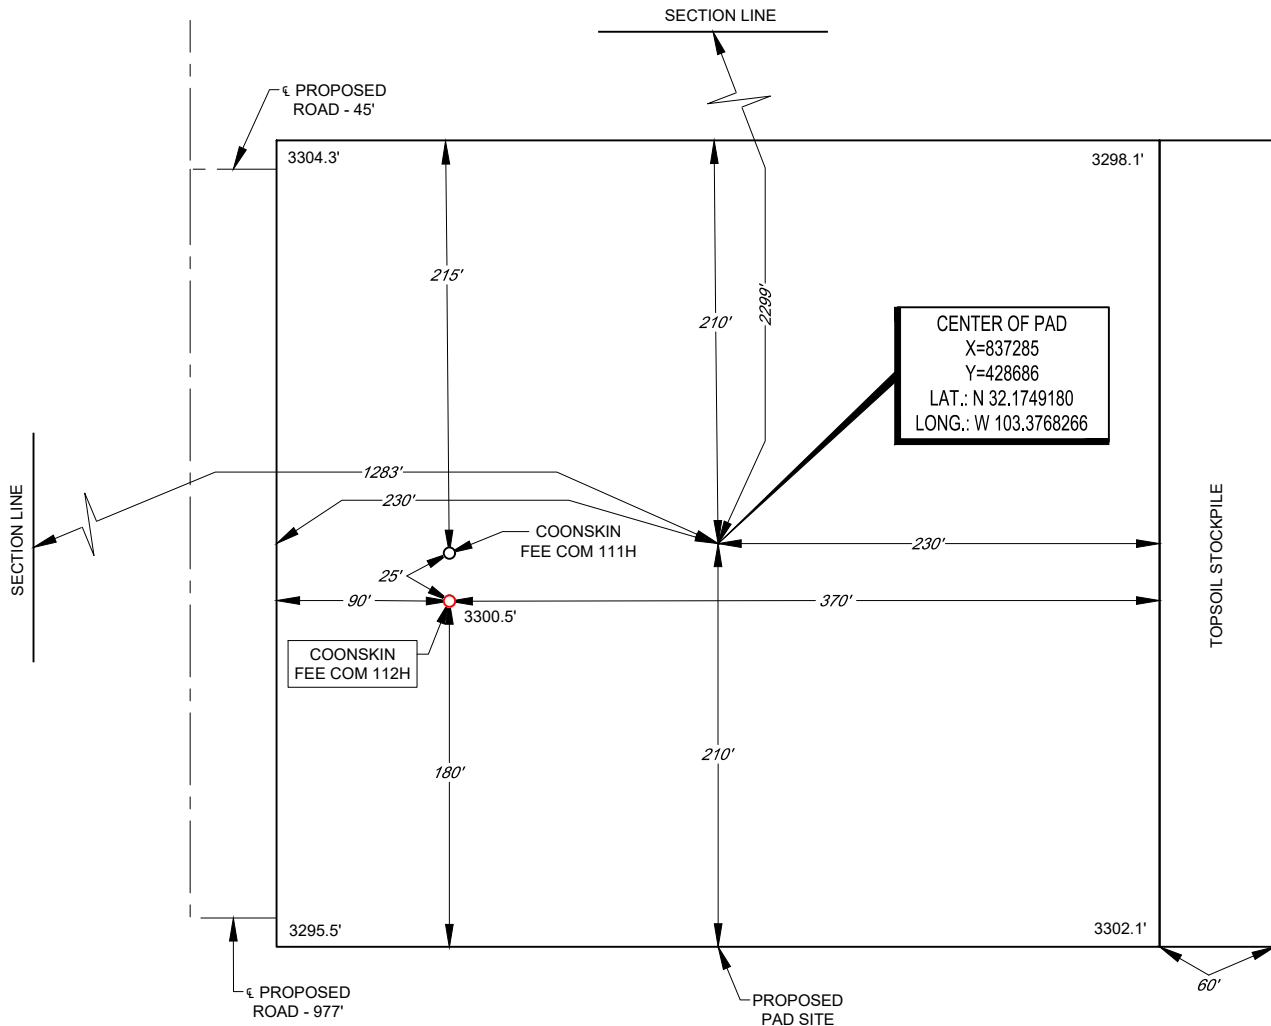 SECTION LINE
℄ PROPOSED
ROAD - 45'
3304.3'
3298.1'
215'
210'
2299'
CENTER OF PAD
X=837285
Y=428686
LAT.: N 32.1749180
LONG.: W 103.3768266
SECTION LINE
1283'
230'
COONSKIN
FEE COM 111H
230'
25'
90'
3300.5'
370'
TOPSOIL STOCKPILE
COONSKIN
FEE COM 112H
180'
210'
3295.5'
3302.1'
℄ PROPOSED
ROAD - 977'
PROPOSED
PAD SITE
60'